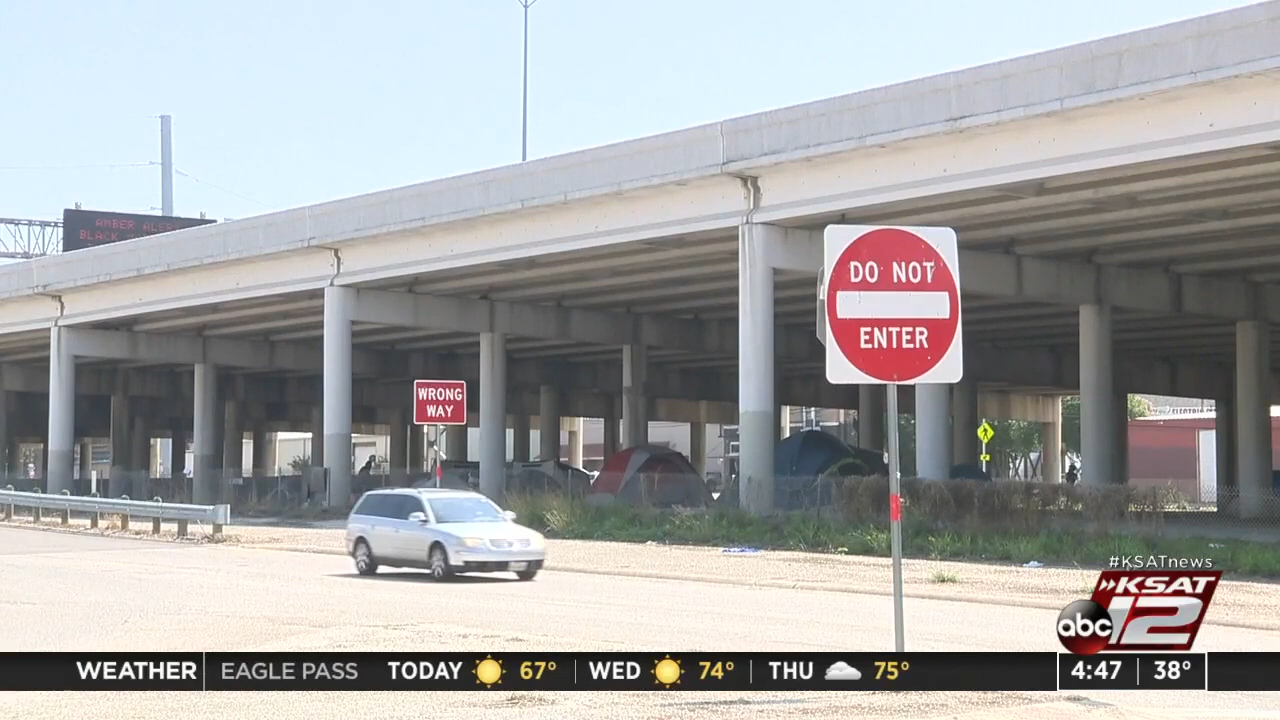 AMBER ALERT
BLACK
DO NOT
ENTER
WRONG
WAY
#KSATnews
KSAT
abc 12
WEATHER EAGLE PASS TODAY 67° WED 74° THU 75° 4:47 38°